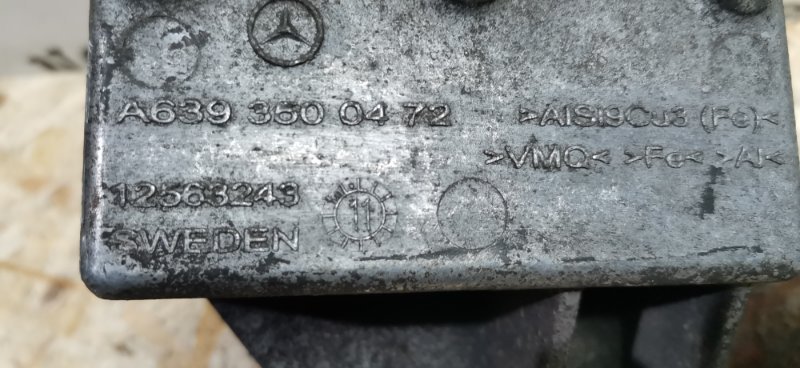 A639 350 04 72
>AlSi9Cu3 (Fe)<
>VMQ< >Fe< >Al<
12563243
11
SWEDEN